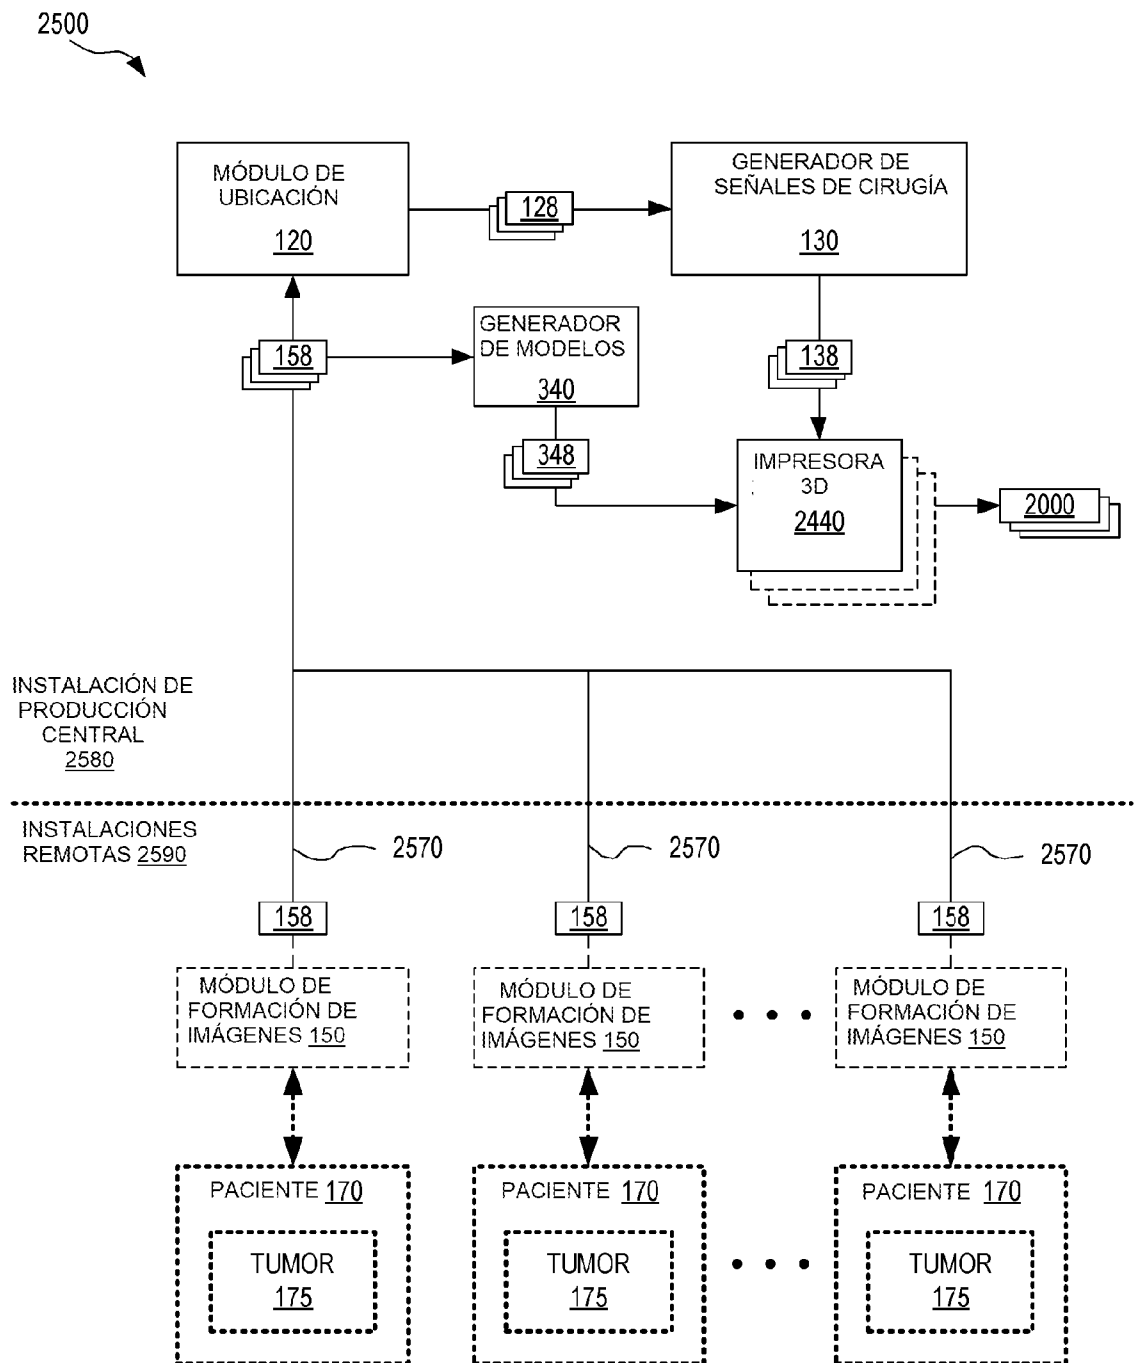 2500
MÓDULO DE
UBICACIÓN
120
128
GENERADOR DE
SEÑALES DE CIRUGÍA
130
158
GENERADOR
DE MODELOS
340
138
348
IMPRESORA
3D
2440
2000
INSTALACIÓN DE
PRODUCCIÓN
CENTRAL
2580
INSTALACIONES
REMOTAS 2590
2570
2570
2570
158
158
158
MÓDULO DE
FORMACIÓN DE
IMÁGENES 150
MÓDULO DE
FORMACIÓN DE
IMÁGENES 150
MÓDULO DE
FORMACIÓN DE
IMÁGENES 150
PACIENTE 170
TUMOR
175
PACIENTE 170
TUMOR
175
PACIENTE 170
TUMOR
175